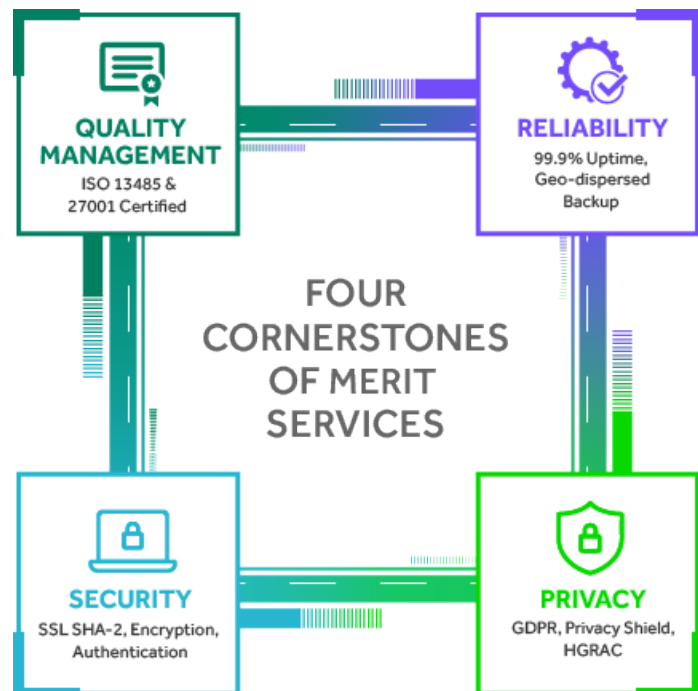 QUALITY
MANAGEMENT
ISO 13485 &
27001 Certified
RELIABILITY
99.9% Uptime,
Geo-dispersed
Backup
FOUR
CORNERSTONES
OF MERIT
SERVICES
SECURITY
SSL SHA-2, Encryption,
Authentication
PRIVACY
GDPR, Privacy Shield,
HGRAC